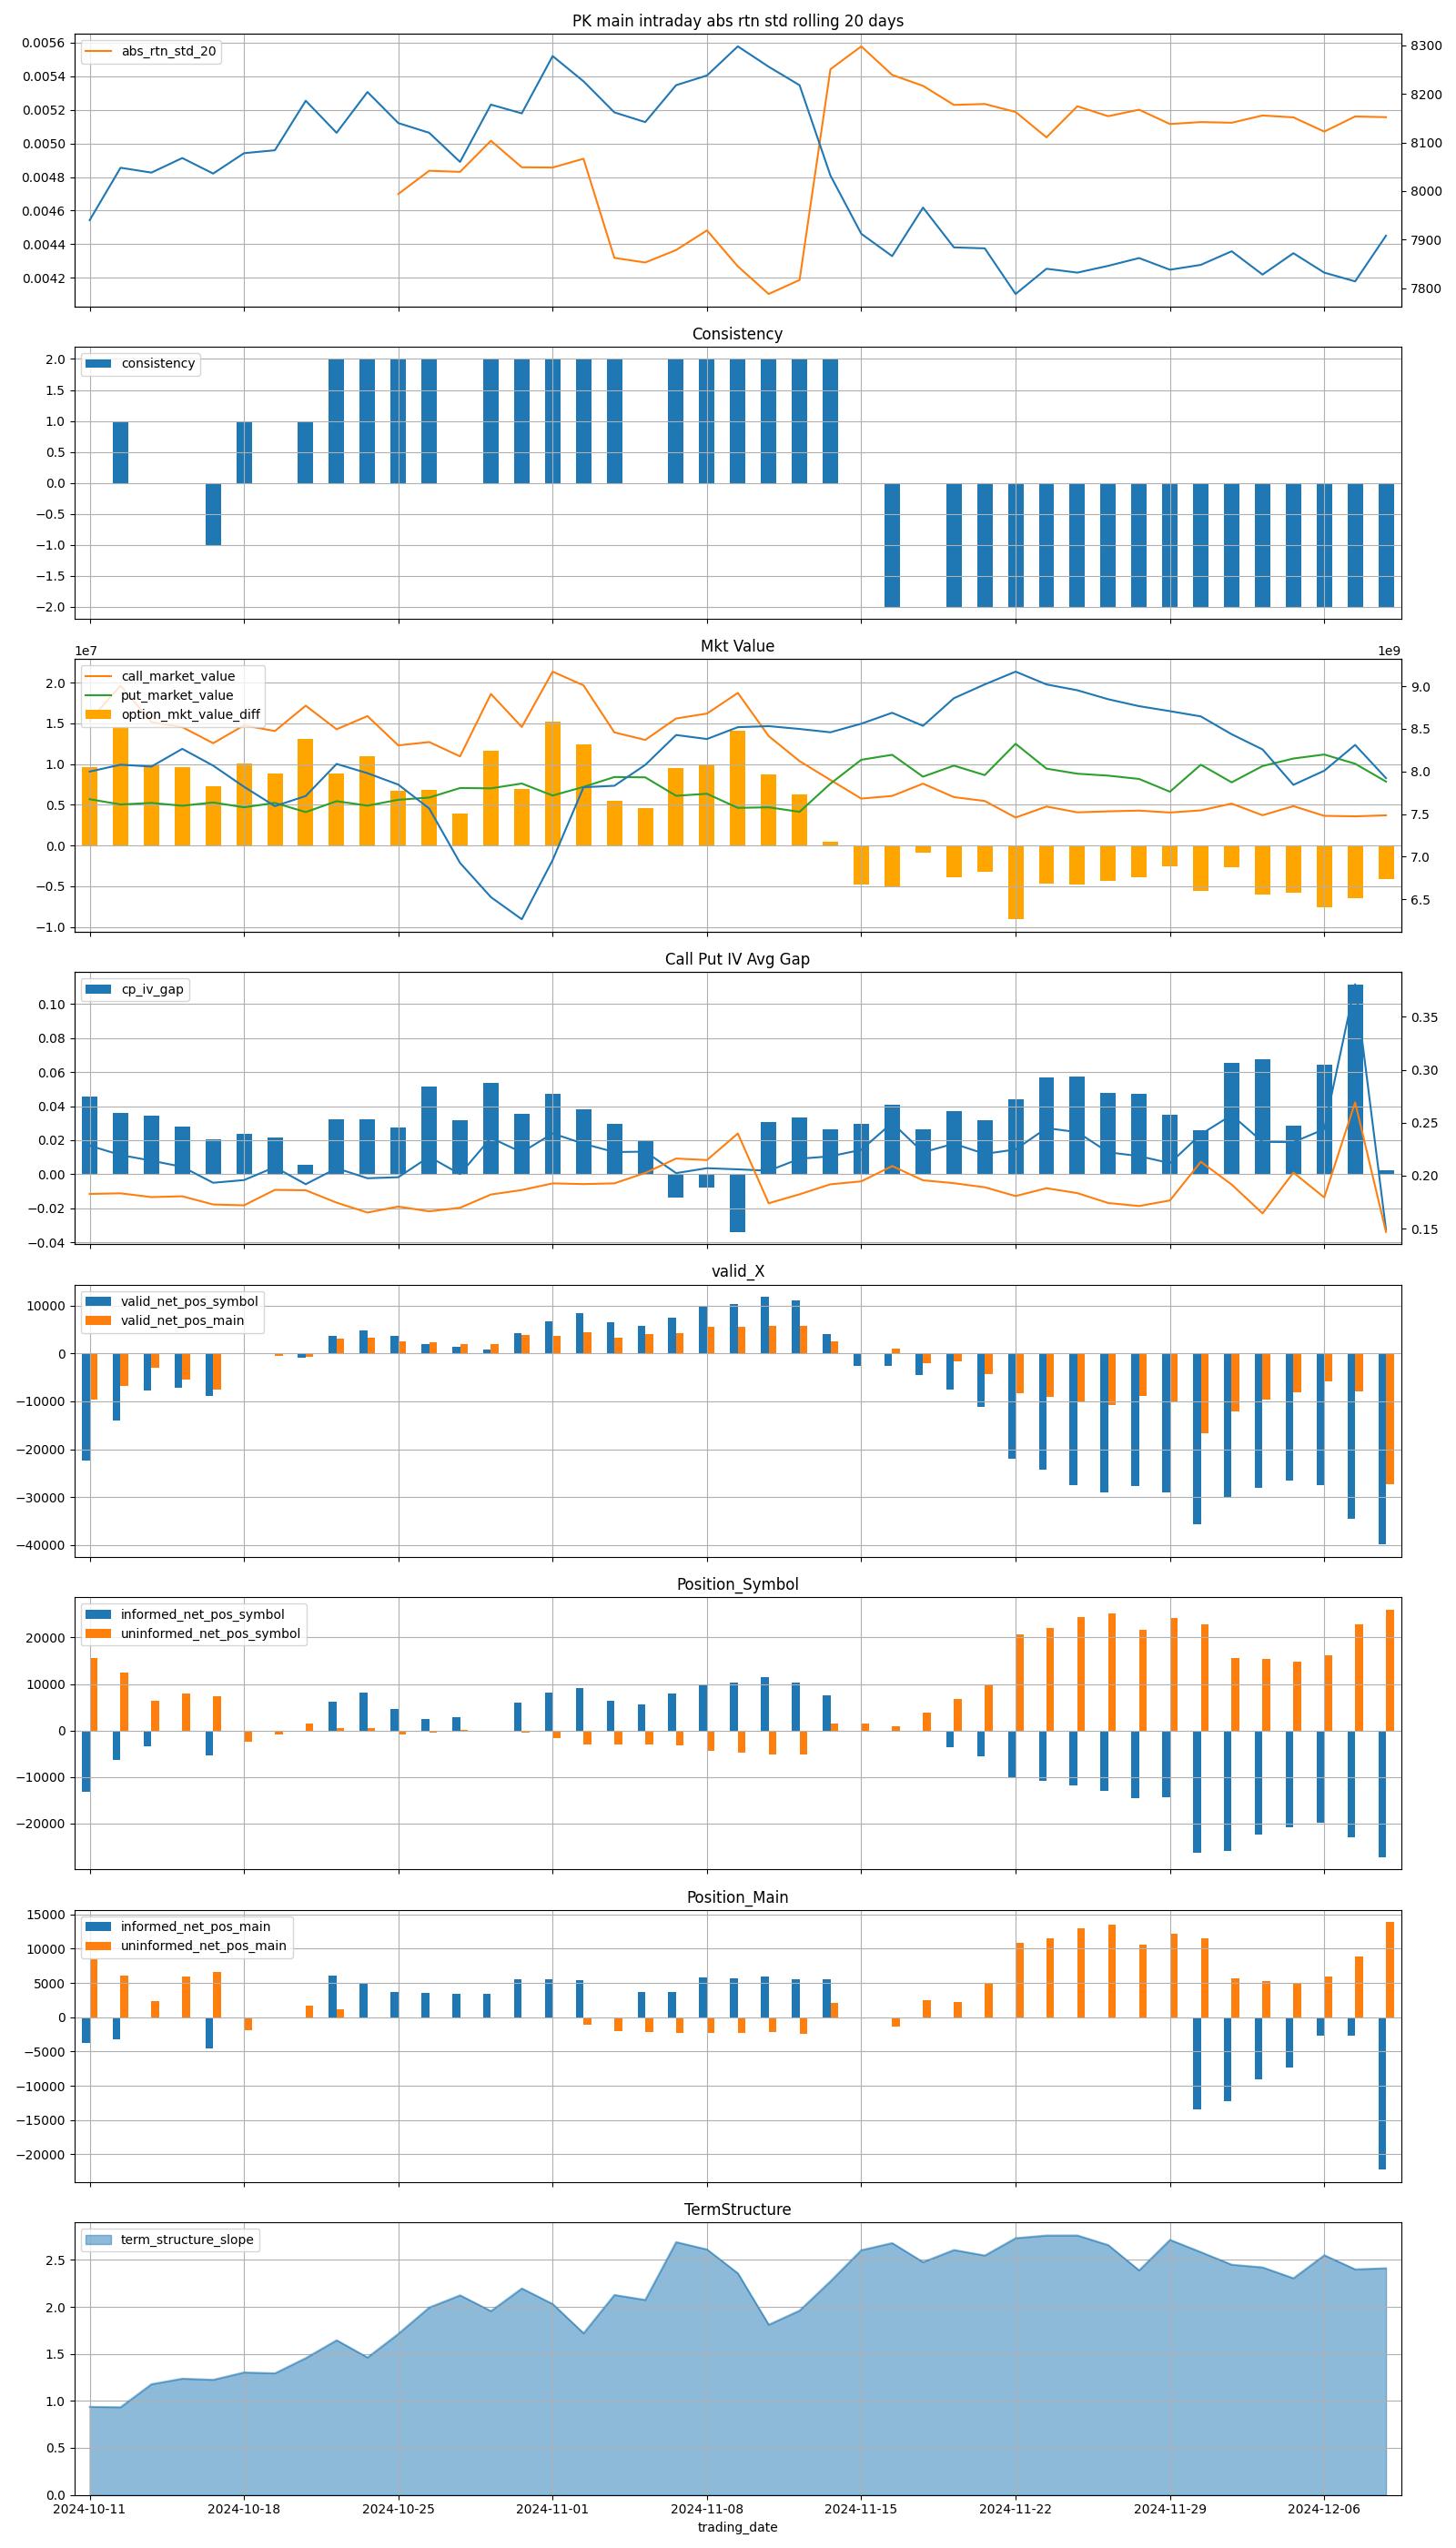 PK main intraday abs rtn std rolling 20 days
abs_rtn_std_20
0.0056
0.0054
0.0052
0.0050
0.0048
0.0046
0.0044
0.0042
8300
8200
8100
8000
7900
7800
Consistency
consistency
2.0
1.5
1.0
0.5
0.0
−0.5
−1.0
−1.5
−2.0
Mkt Value
1e7
1e9
call_market_value
put_market_value
option_mkt_value_diff
2.0
1.5
1.0
0.5
0.0
−0.5
−1.0
9.0
8.5
8.0
7.5
7.0
6.5
Call Put IV Avg Gap
cp_iv_gap
0.10
0.08
0.06
0.04
0.02
0.00
−0.02
−0.04
0.35
0.30
0.25
0.20
0.15
valid_X
valid_net_pos_symbol
valid_net_pos_main
10000
0
−10000
−20000
−30000
−40000
Position_Symbol
informed_net_pos_symbol
uninformed_net_pos_symbol
20000
10000
0
−10000
−20000
Position_Main
informed_net_pos_main
uninformed_net_pos_main
15000
10000
5000
0
−5000
−10000
−15000
−20000
TermStructure
term_structure_slope
2.5
2.0
1.5
1.0
0.5
0.0
2024-10-11 2024-10-18 2024-10-25 2024-11-01 2024-11-08 2024-11-15 2024-11-22 2024-11-29 2024-12-06
trading_date